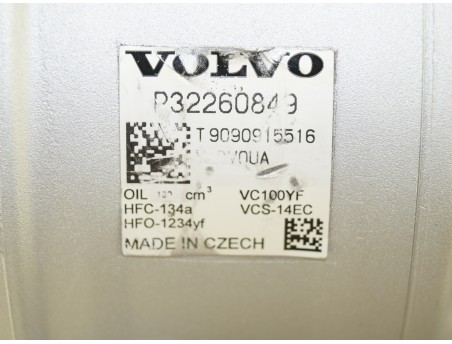 VOLVO
P32260849
T 9090915516
OIL cm³ VC100YF
HFC-134a VCS-14EC
HFO-1234yf
MADE IN CZECH